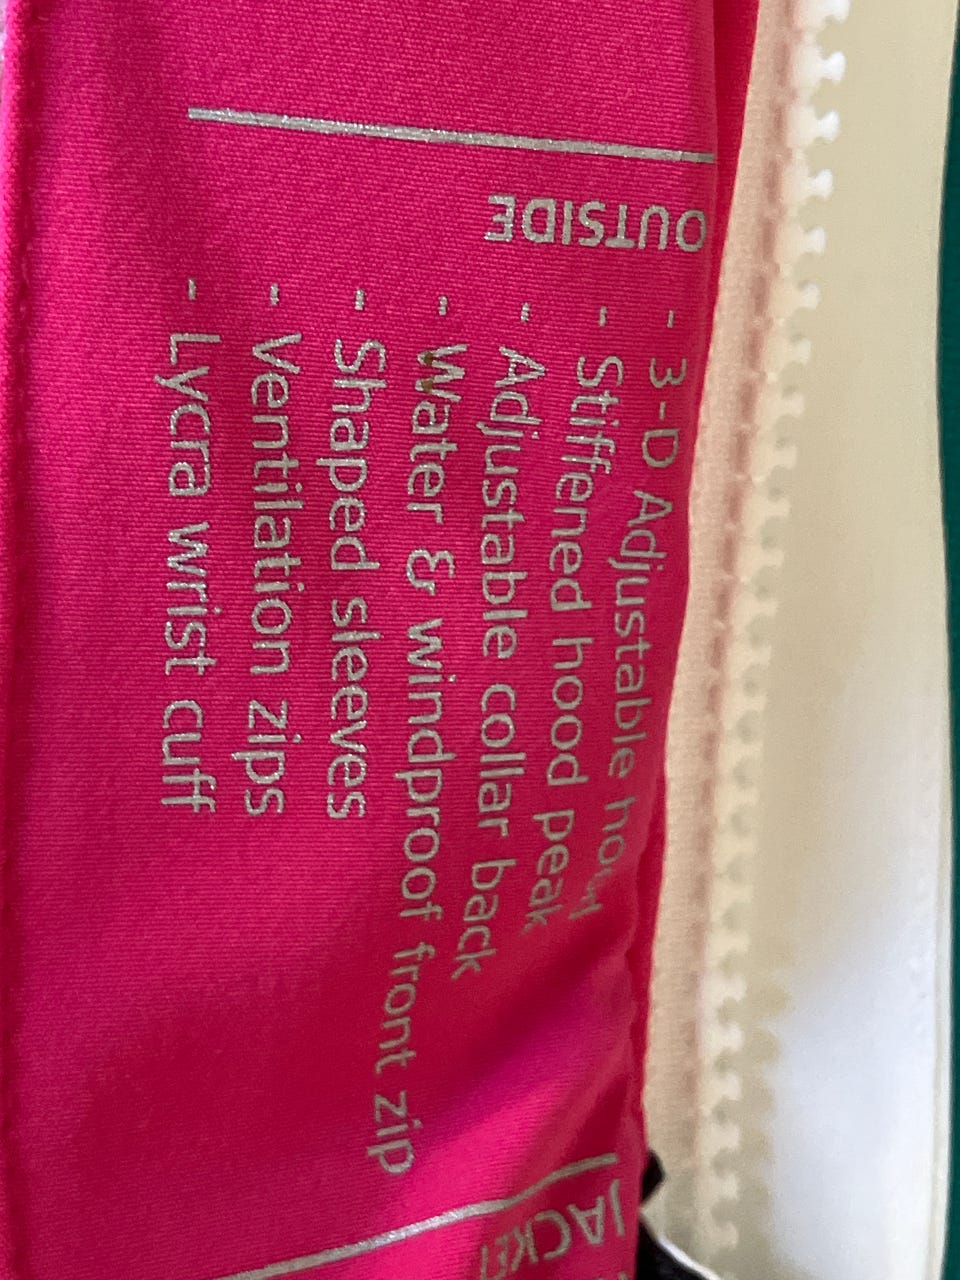 OUTSIDE
- 3-D Adjustable hood
- Stiffened hood peak
- Adjustable collar back
- Water & windproof front zip
- Shaped sleeves
- Ventilation zips
- Lycra wrist cuff
JACKET